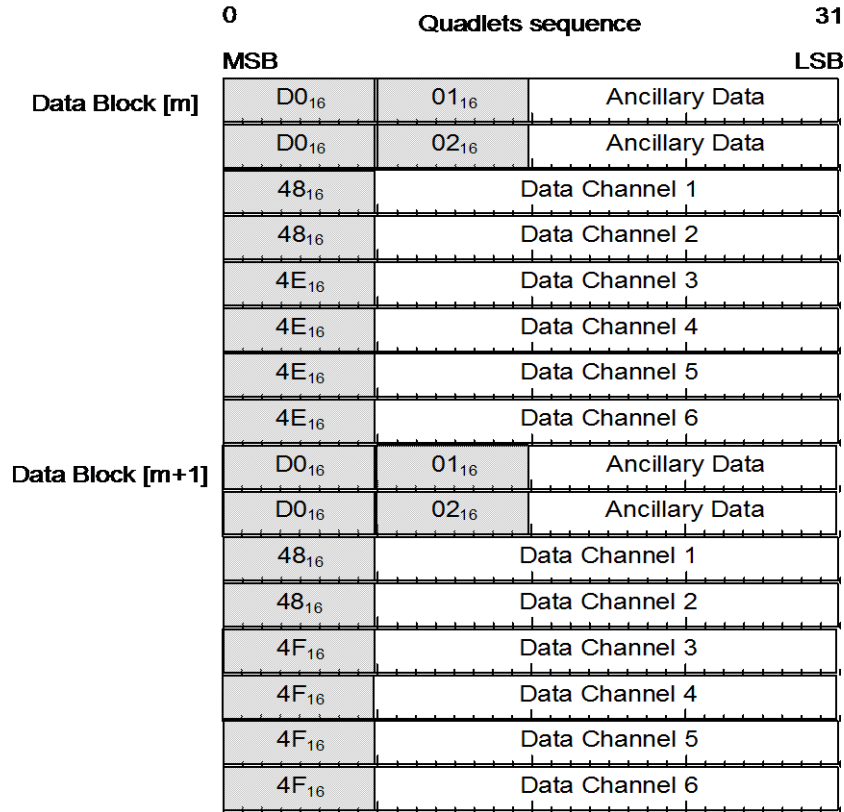 0 Quadlets sequence 31
MSB LSB
Data Block [m] D0₁₆ 01₁₆ Ancillary Data
D0₁₆ 02₁₆ Ancillary Data
48₁₆ Data Channel 1
48₁₆ Data Channel 2
4E₁₆ Data Channel 3
4E₁₆ Data Channel 4
4E₁₆ Data Channel 5
4E₁₆ Data Channel 6
Data Block [m+1] D0₁₆ 01₁₆ Ancillary Data
D0₁₆ 02₁₆ Ancillary Data
48₁₆ Data Channel 1
48₁₆ Data Channel 2
4F₁₆ Data Channel 3
4F₁₆ Data Channel 4
4F₁₆ Data Channel 5
4F₁₆ Data Channel 6